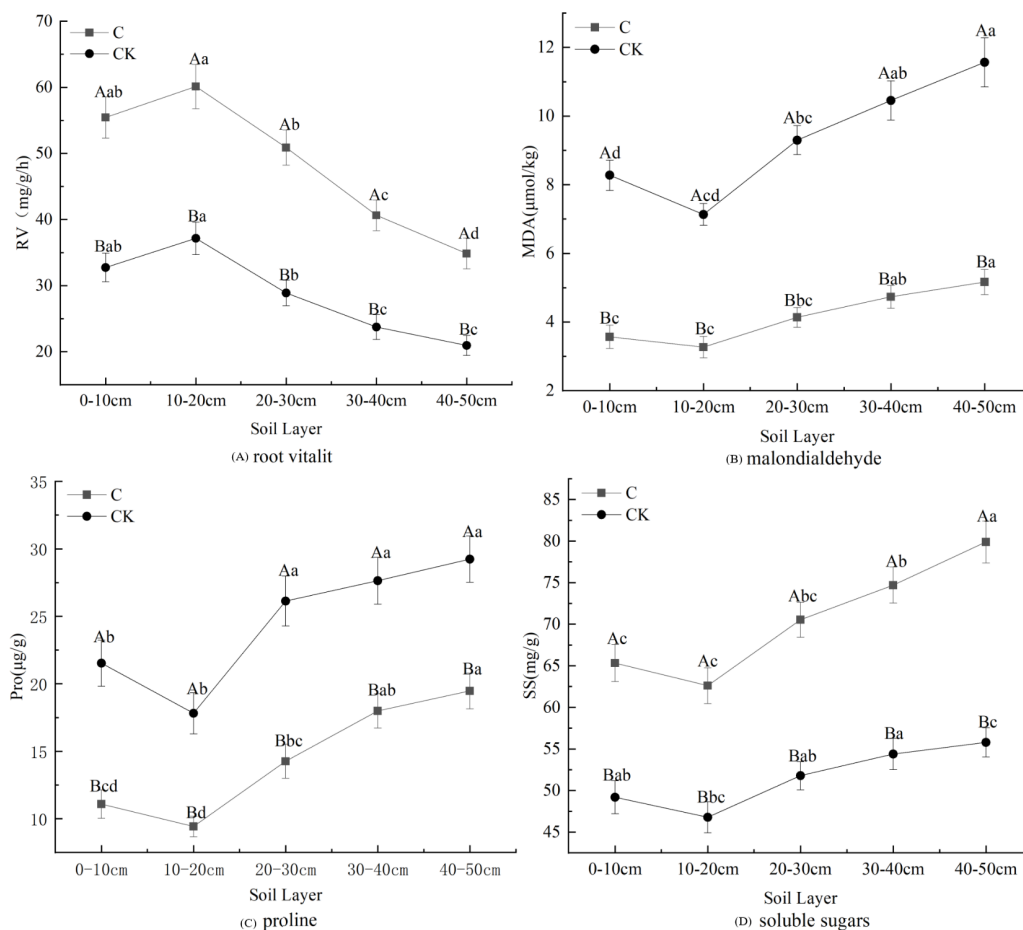 C
CK
RV（mg/g/h）
70
60
50
40
30
20
Aab
Aa
Ab
Ac
Ad
Bab
Ba
Bb
Bc
Bc
0-10cm 10-20cm 20-30cm 30-40cm 40-50cm
Soil Layer
(A) root vitalit
C
CK
MDA(μmol/kg)
12
10
8
6
4
2
Ad
Acd
Abc
Aab
Aa
Bc
Bc
Bbc
Bab
Ba
0-10cm 10-20cm 20-30cm 30-40cm 40-50cm
Soil Layer
(B) malondialdehyde
C
CK
Pro(μg/g)
35
30
25
20
15
10
Ab
Ab
Aa
Aa
Aa
Bcd
Bd
Bbc
Bab
Ba
0-10cm 10-20cm 20-30cm 30-40cm 40-50cm
Soil Layer
(C) proline
C
CK
SS(mg/g)
85
80
75
70
65
60
55
50
45
Ac
Ac
Abc
Ab
Aa
Bab
Bbc
Bab
Ba
Bc
0-10cm 10-20cm 20-30cm 30-40cm 40-50cm
Soil Layer
(D) soluble sugars